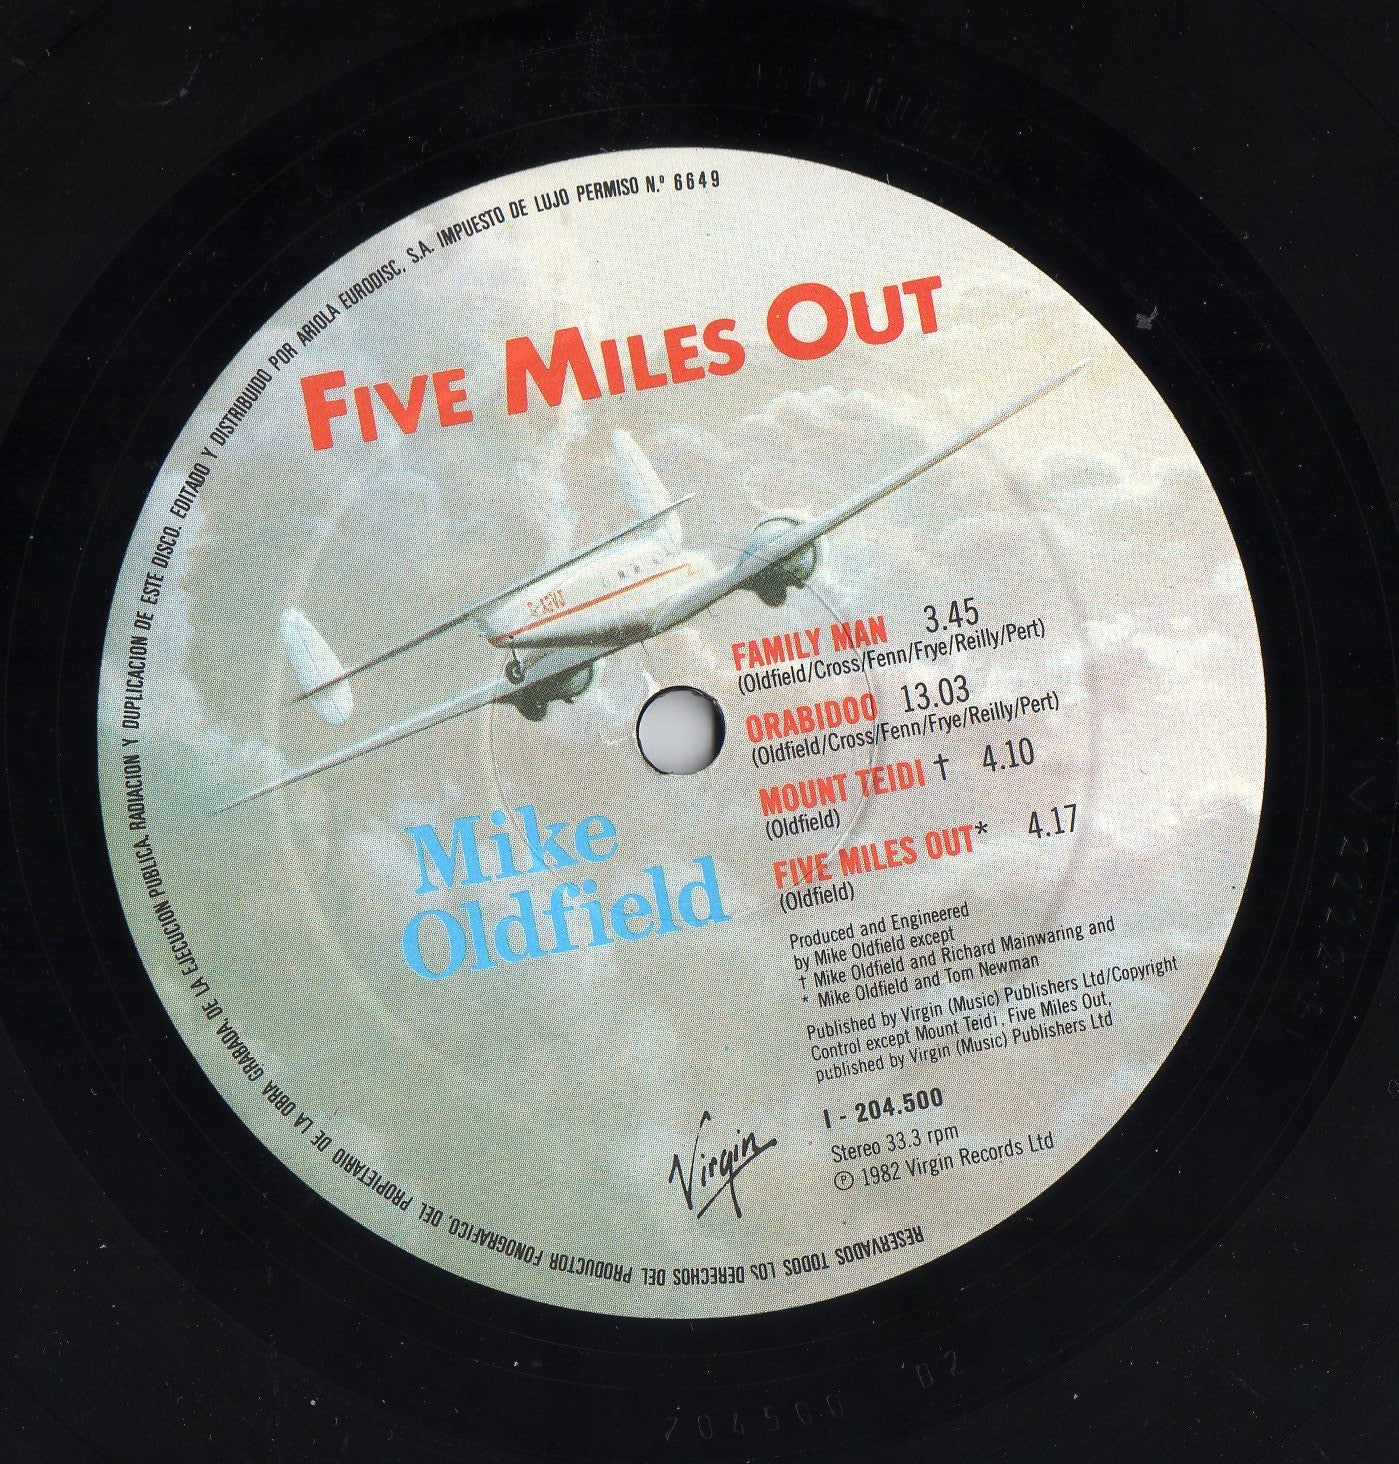 RESERVADOS TODOS LOS DERECHOS DEL PRODUCTOR FONOGRAFICO, DEL PROPIETARIO DE LA OBRA GRABADA, DE LA EJECUCION PUBLICA, RADIACION Y DUPLICACION DE ESTE DISCO. EDITADO Y DISTRIBUIDO POR ARIOLA EURODISC, S.A. IMPUESTO DE LUJO PERMISO N.º 6649
FIVE MILES OUT
Mike
Oldfield
FAMILY MAN 3.45
(Oldfield/Cross/Fenn/Frye/Reilly/Pert)
ORABIDOO 13.03
(Oldfield/Cross/Fenn/Frye/Reilly/Pert)
MOUNT TEIDI † 4.10
(Oldfield)
FIVE MILES OUT* 4.17
(Oldfield)
Produced and Engineered
by Mike Oldfield except
† Mike Oldfield and Richard Mainwaring and
* Mike Oldfield and Tom Newman
Published by Virgin (Music) Publishers Ltd/Copyright
Control except Mount Teidi, Five Miles Out,
published by Virgin (Music) Publishers Ltd
I - 204.500
Stereo 33.3 rpm
℗ 1982 Virgin Records Ltd
Virgin
204500 02